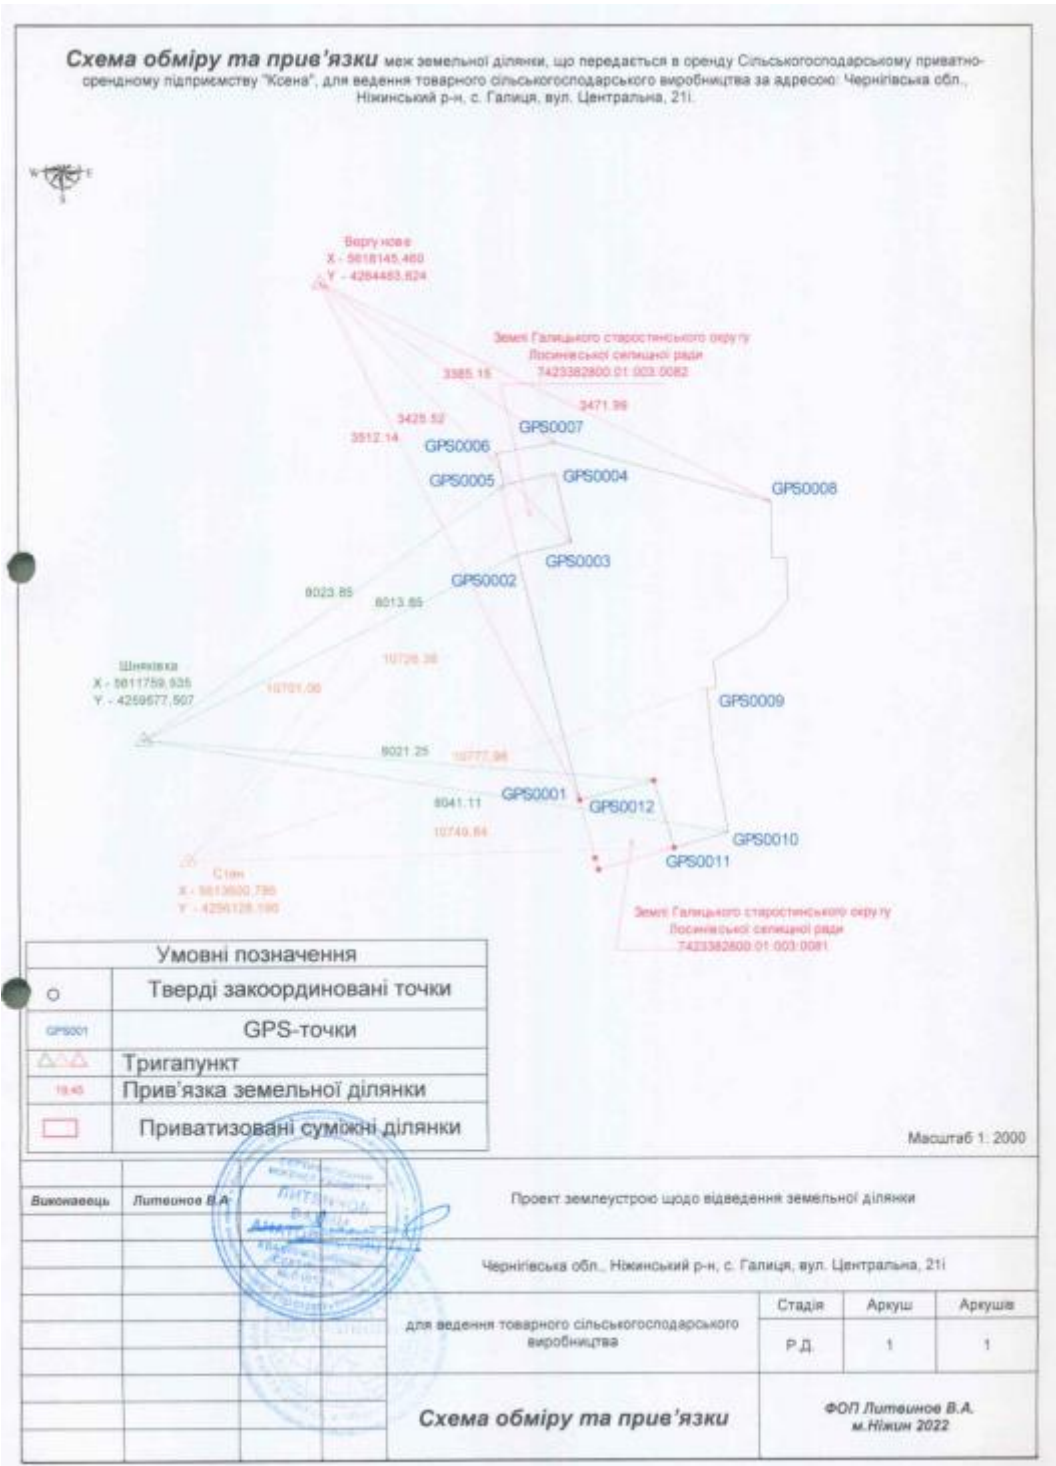 Схема обміру та прив'язки меж земельної ділянки, що передається в оренду Сільськогосподарському приватно-
орендному підприємству "Ксена", для ведення товарного сільськогосподарського виробництва за адресою: Чернігівська обл.,
Ніжинський р-н, с. Галиця, вул. Центральна, 21і.
W E
S
Вергунове
X - 5618145,460
Y - 4264463,624
Землі Галицького старостинського округу
Лосинівської селищної ради
7423382800:01:003:0082
3385.15
3471.99
3425.52
3512.14
GPS0007
GPS0006
GPS0005
GPS0004
GPS0008
GPS0003
GPS0002
8023.85
8013.65
10726.38
Шняківка
X - 5611759,935
Y - 4259577,507
10701,00
GPS0009
8021.25
10777,96
GPS0001
GPS0012
8041.11
10749,84
GPS0010
GPS0011
Стан
X - 5613600,786
Y - 4256128,186
Землі Галицького старостинського округу
Лосинівської селищної ради
7423382800:01:003:0081
Умовні позначення
Тверді закоординовані точки
GPS001
GPS-точки
Тригапункт
19,45
Прив'язка земельної ділянки
Приватизовані суміжні ділянки
Масштаб 1: 2000
Виконавець Литвинов В.А
Проект землеустрою щодо відведення земельної ділянки
Чернігівська обл., Ніжинський р-н, с. Галиця, вул. Центральна, 21і
для ведення товарного сільськогосподарського
виробництва
Стадія Аркуш Аркушів
Р.Д. 1 1
Схема обміру та прив'язки
ФОП Литвинов В.А.
м.Ніжин 2022